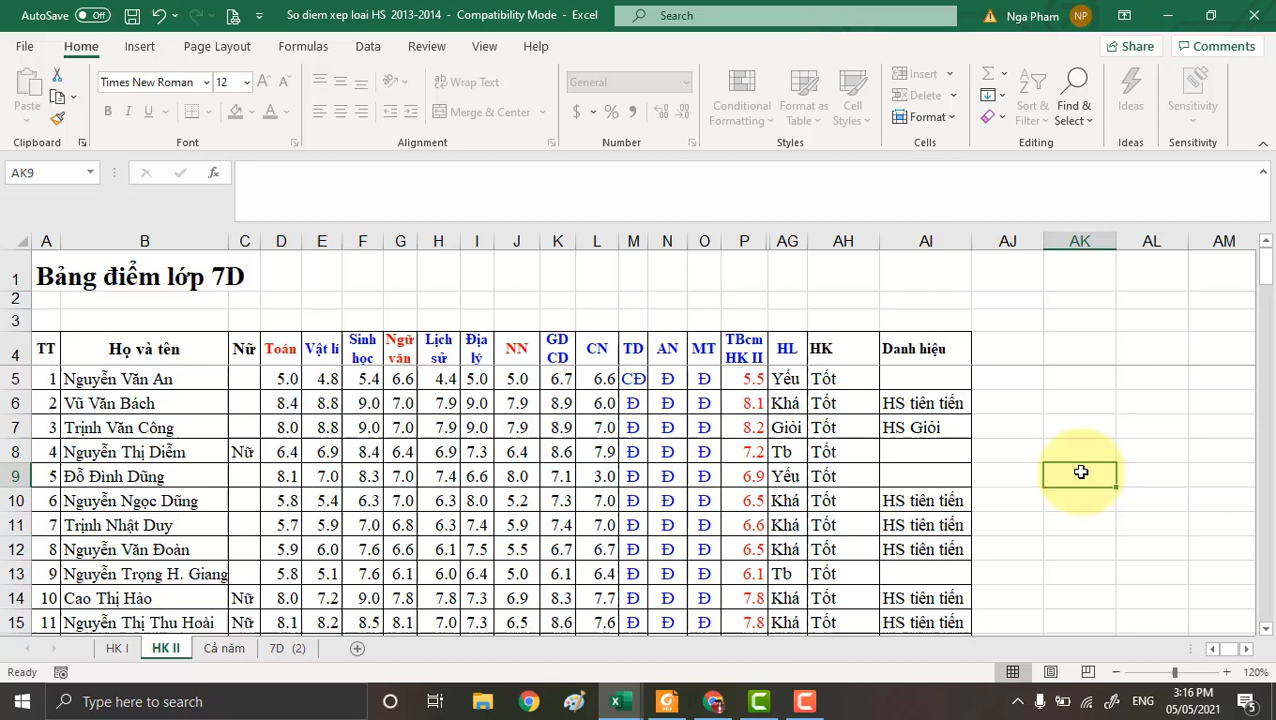 AutoSave Off So diem xep loai HS 2013-2014 - Compatibility Mode - Excel Search Nga Pham NP
File Home Insert Page Layout Formulas Data Review View Help Share Comments
Times New Roman 12 Wrap Text General Insert
Paste Conditional Format as Cell Delete Sort & Find & Ideas Sensitivity
B I U Merge & Center $ % Formatting Table Styles Format Filter Select
Clipboard Font Alignment Number Styles Cells Editing Ideas Sensitivity
AK9 fx
A B C D E F G H I J K L M N O P AG AH AI AJ AK AL AM
1 Bảng điểm lớp 7D
2
3
4 TT Họ và tên Nữ Toán Vật lí Sinh học Ngữ văn Lịch sử Địa lý NN GD CD CN TD AN MT TBcm HK II HL HK Danh hiệu
5 1 Nguyễn Văn An 5.0 4.8 5.4 6.6 4.4 5.0 5.0 6.7 6.6 CĐ Đ Đ 5.5 Yếu Tốt
6 2 Vũ Văn Bách 8.4 8.8 9.0 7.0 7.9 9.0 7.9 8.9 6.0 Đ Đ Đ 8.1 Khá Tốt HS tiên tiến
7 3 Trịnh Văn Công 8.0 8.8 9.0 7.0 7.9 9.0 7.9 8.9 7.0 Đ Đ Đ 8.2 Giỏi Tốt HS Giỏi
8 4 Nguyễn Thị Diễm Nữ 6.4 6.9 8.4 6.4 6.9 7.3 6.4 8.6 7.9 Đ Đ Đ 7.2 Tb Tốt
9 5 Đỗ Đình Dũng 8.1 7.0 8.3 7.0 7.4 6.6 8.0 7.1 3.0 Đ Đ Đ 6.9 Yếu Tốt
10 6 Nguyễn Ngọc Dũng 5.8 5.4 6.3 7.0 6.3 8.0 5.2 7.3 7.0 Đ Đ Đ 6.5 Khá Tốt HS tiên tiến
11 7 Trịnh Nhật Duy 5.7 5.9 7.0 6.8 6.3 7.4 5.9 7.4 7.0 Đ Đ Đ 6.6 Khá Tốt HS tiên tiến
12 8 Nguyễn Văn Đoàn 5.9 6.0 7.6 6.6 6.1 7.5 5.5 6.7 6.7 Đ Đ Đ 6.5 Khá Tốt HS tiên tiến
13 9 Nguyễn Trọng H. Giang 5.8 5.1 7.6 6.1 6.0 6.4 5.0 6.1 6.4 Đ Đ Đ 6.1 Tb Tốt
14 10 Cao Thị Hảo Nữ 8.0 7.2 9.0 7.8 7.8 7.3 6.9 8.3 7.7 Đ Đ Đ 7.8 Khá Tốt HS tiên tiến
15 11 Nguyễn Thị Thu Hoài Nữ 8.1 8.2 8.5 8.1 7.0 7.3 6.5 8.6 7.6 Đ Đ Đ 7.8 Khá Tốt HS tiên tiến
HK I HK II Cả năm 7D (2)
Ready 120%
Type here to search ENG 3:16 PM 05/05/2021 5